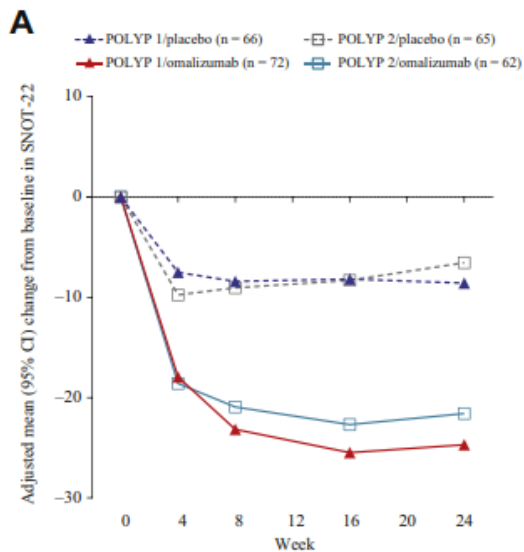 A
POLYP 1/placebo (n = 66) POLYP 2/placebo (n = 65)
POLYP 1/omalizumab (n = 72) POLYP 2/omalizumab (n = 62)
Adjusted mean (95% CI) change from baseline in SNOT-22
10
0
–10
–20
–30
0 4 8 12 16 20 24
Week